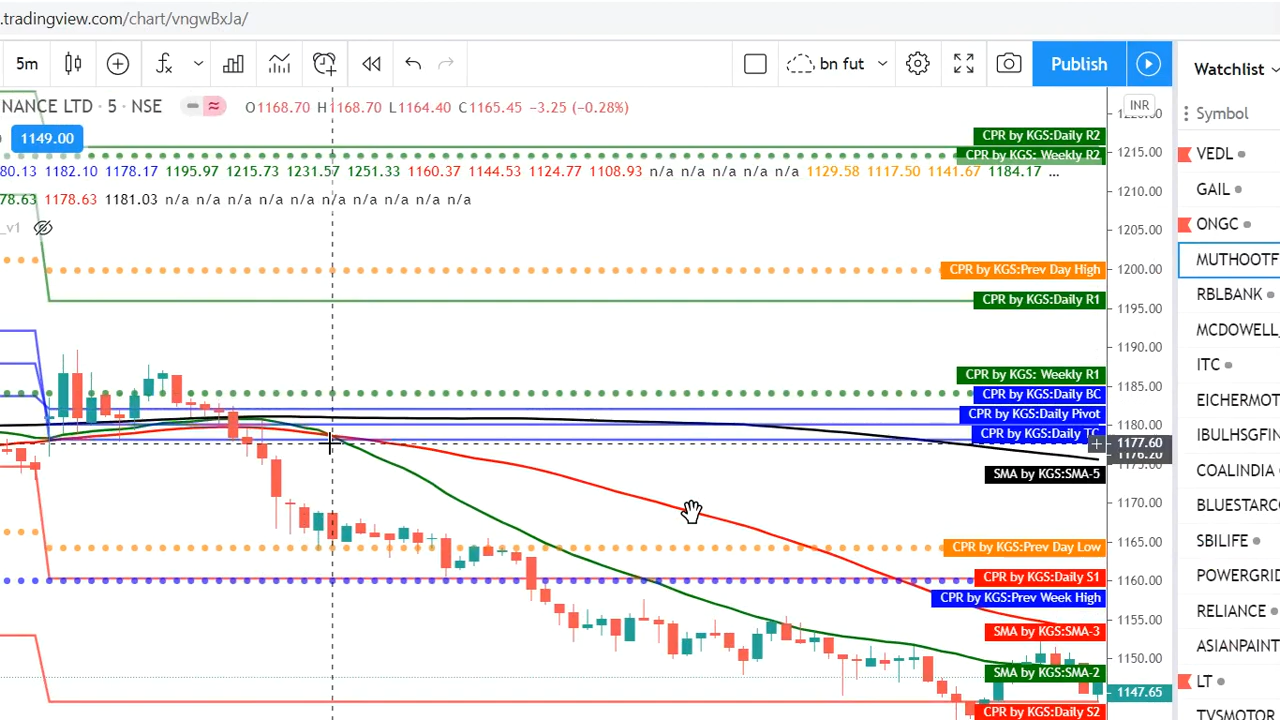 .tradingview.com/chart/vngwBxJa/
5m
bn fut
Publish
Watchlist
NANCE LTD · 5 · NSE
O1168.70 H1168.70 L1164.40 C1165.45 −3.25 (−0.28%)
INR
Symbol
1149.00
80.13 1182.10 1178.17 1195.97 1215.73 1231.57 1251.33 1160.37 1144.53 1124.77 1108.93 n/a n/a n/a n/a n/a 1129.58 1117.50 1141.67 1184.17 ...
78.63 1178.63 1181.03 n/a n/a n/a n/a n/a n/a n/a n/a n/a n/a
_v1
CPR by KGS:Daily R2
CPR by KGS: Weekly R2
CPR by KGS:Prev Day High
CPR by KGS:Daily R1
CPR by KGS: Weekly R1
CPR by KGS:Daily BC
CPR by KGS:Daily Pivot
CPR by KGS:Daily TC
SMA by KGS:SMA-5
CPR by KGS:Prev Day Low
CPR by KGS:Daily S1
CPR by KGS:Prev Week High
SMA by KGS:SMA-3
SMA by KGS:SMA-2
CPR by KGS:Daily S2
1220.00
1215.00
1210.00
1205.00
1200.00
1195.00
1190.00
1185.00
1180.00
1177.60
1176.20
1175.00
1170.00
1165.00
1160.00
1155.00
1150.00
1147.65
VEDL
GAIL
ONGC
MUTHOOTF
RBLBANK
MCDOWELL_
ITC
EICHERMOT
IBULHSGFIN
COALINDIA
BLUESTARCO
SBILIFE
POWERGRID
RELIANCE
ASIANPAINT
LT
TVSMOTOR